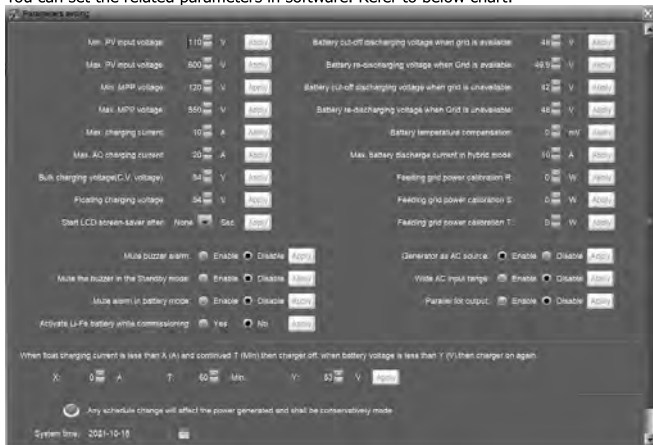 You can set the related parameters in software. Refer to below chart.
Parameters setting
Min. PV input voltage: 110 V Apply
Battery cut-off discharging voltage when grid is available: 48 V Apply
Max. PV input voltage: 600 V Apply
Battery re-discharging voltage when Grid is available: V Apply
Min. MPP voltage: 120 V Apply
Battery cut-off discharging voltage when grid is unavailable: 42 V Apply
Max. MPP voltage: 550 V Apply
Battery re-discharging voltage when Grid is unavailable: 48 V Apply
Max. charging current: 10 A Apply
Battery temperature compensation: 0 mV Apply
Max. AC charging current: 20 A Apply
Max. battery discharge current in hybrid mode: 10 A Apply
Bulk charging voltage(C.V. voltage): 54 V Apply
Feeding grid power calibration R: 0 W Apply
Floating charging voltage: 54 V Apply
Feeding grid power calibration S: 0 W Apply
Start LCD screen-saver after: None Sec. Apply
Feeding grid power calibration T: 0 W Apply
Mute buzzer alarm: Enable Disable Apply
Generator as AC source: Enable Disable Apply
Mute the buzzer in the Standby mode: Enable Disable Apply
Wide AC input range: Enable Disable Apply
Mute alarm in battery mode: Enable Disable Apply
Parallel for output: Enable Disable Apply
Activate Li-Fe battery while commissioning: Yes No Apply
When float charging current is less than X (A) and continued T (Min) then charger off, when battery voltage is less than Y (V) then charger on again
X: 0 A T: 60 Min. Y: 53 V Apply
Any schedule change will affect the power generated and shall be conservatively made
System time: 2021-10-18